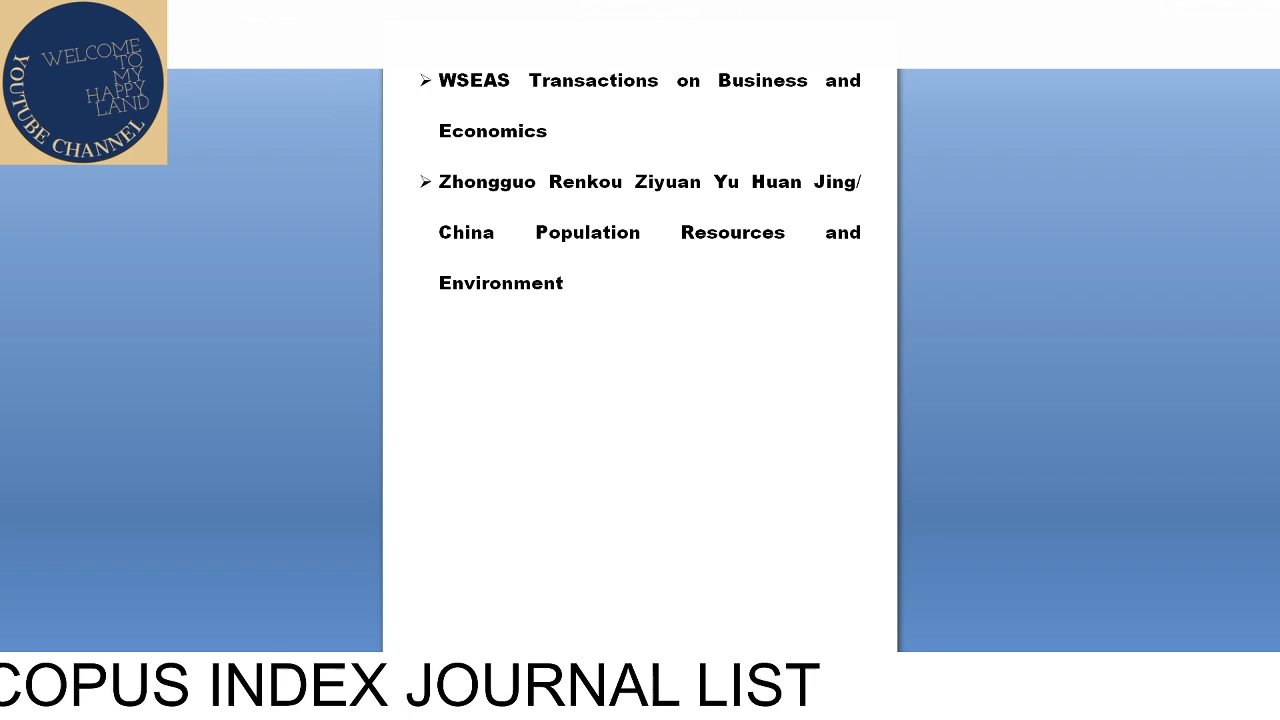 WELCOME
TO
MY
HAPPY
LAND
YOUTUBE CHANNEL
➢ WSEAS Transactions on Business and
Economics
➢ Zhongguo Renkou Ziyuan Yu Huan Jing/
China Population Resources and
Environment
COPUS INDEX JOURNAL LIST